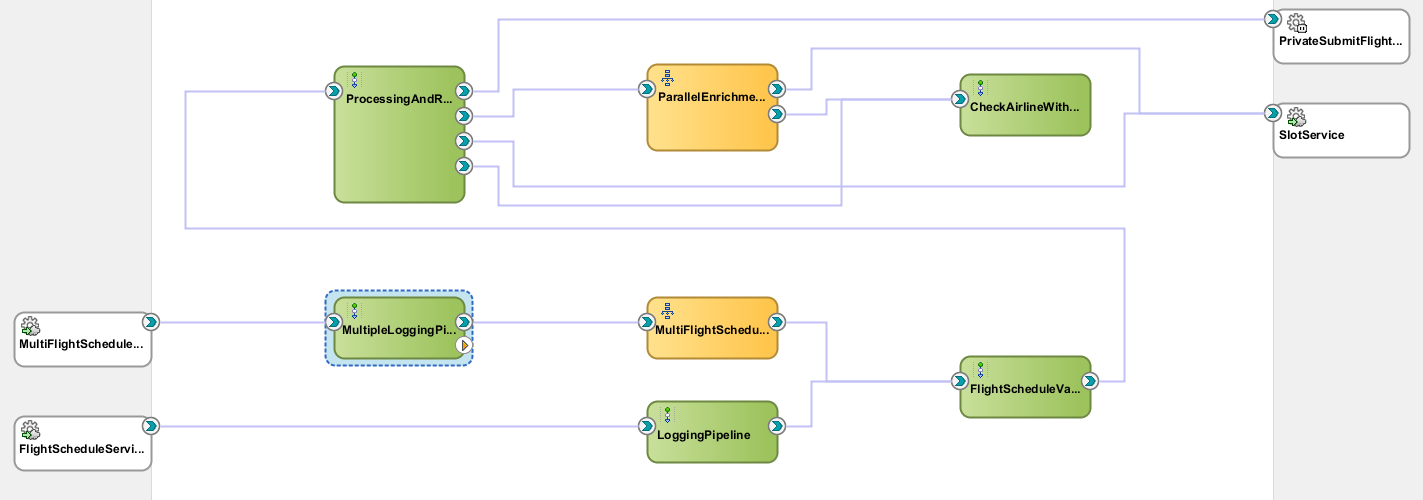 PrivateSubmitFlight...
ProcessingAndR...
ParallelEnrichme...
CheckAirlineWith...
SlotService
MultiFlightSchedule...
MultipleLoggingPi...
MultiFlightSchedu...
FlightScheduleVa...
FlightScheduleServi...
LoggingPipeline